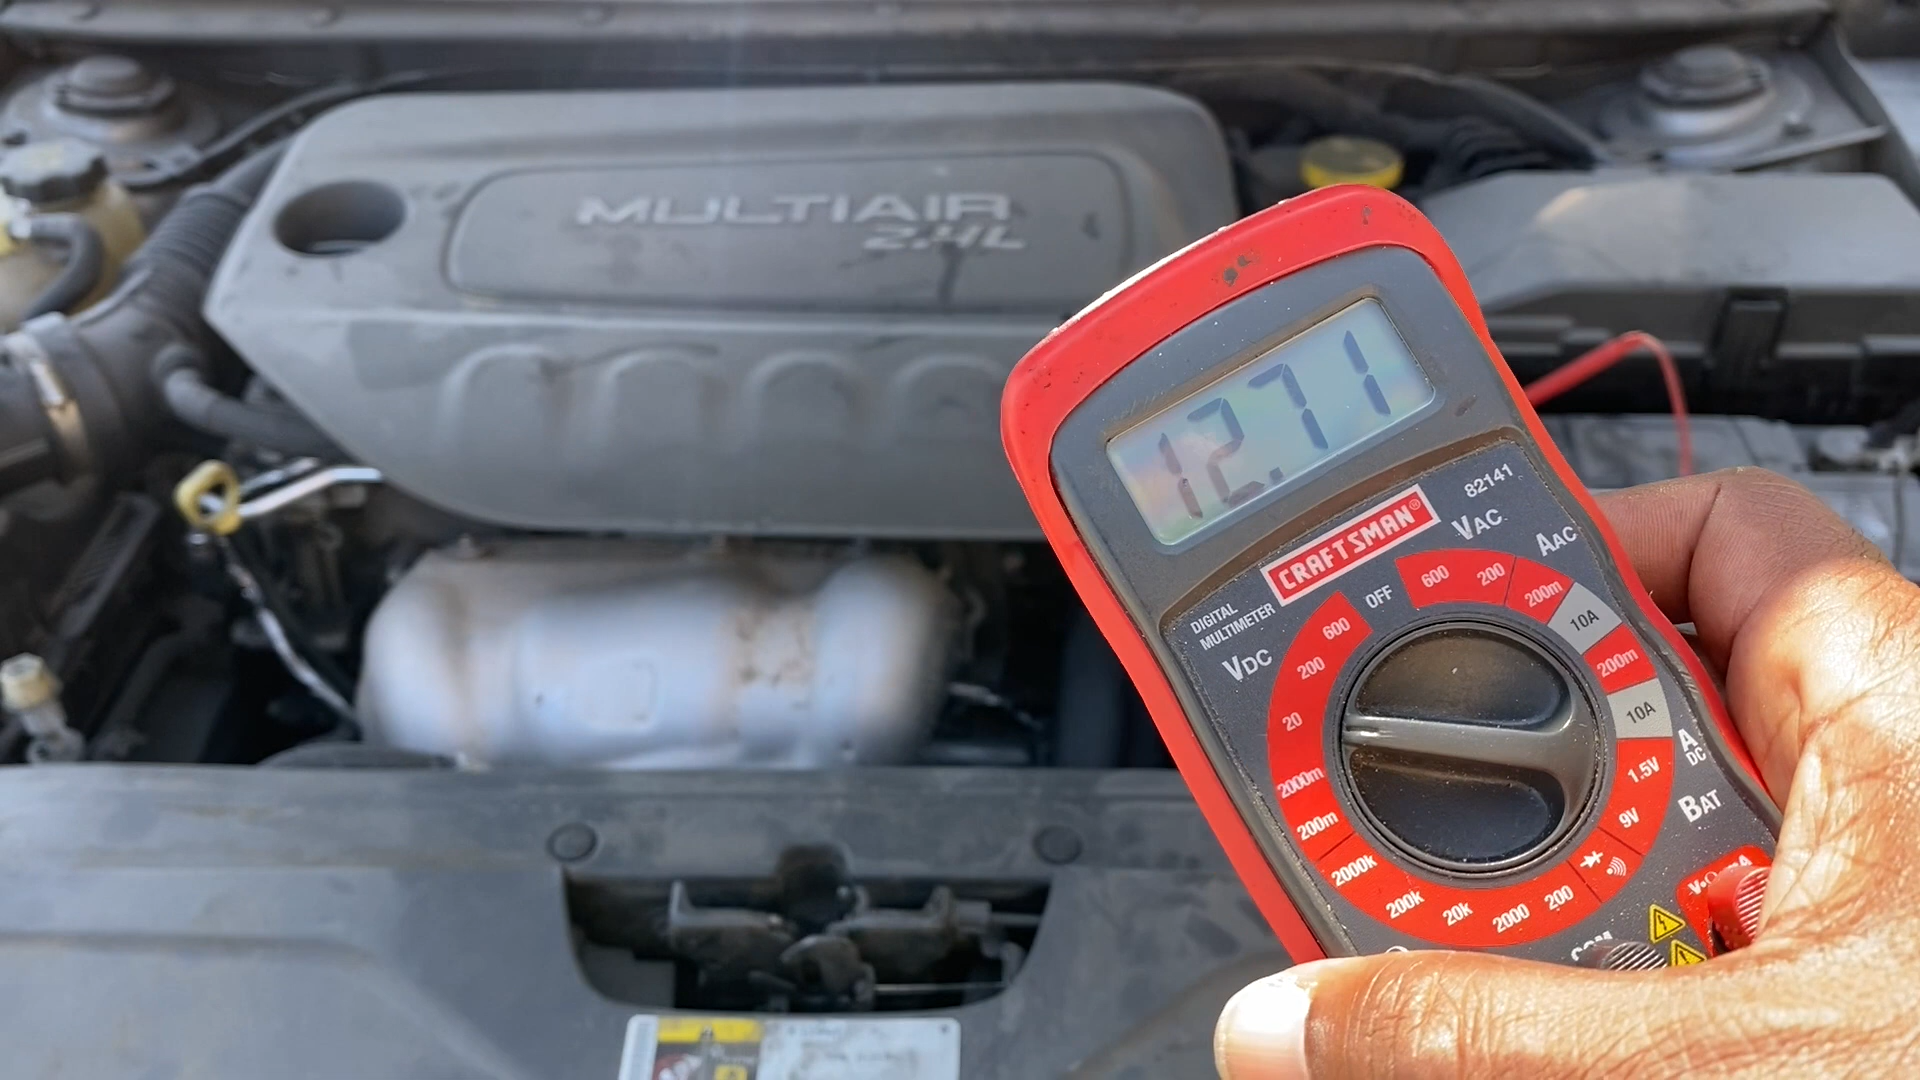 MULTIAIR
2.4L
12.71
CRAFTSMAN®
82141
DIGITAL
MULTIMETER
VDC
OFF
VAC
AAC
600
200
200m
10A
200m
10A
ADC
1.5V
9V
BAT
600
200
20
2000m
200m
2000k
200k
20k
2000
200
COM